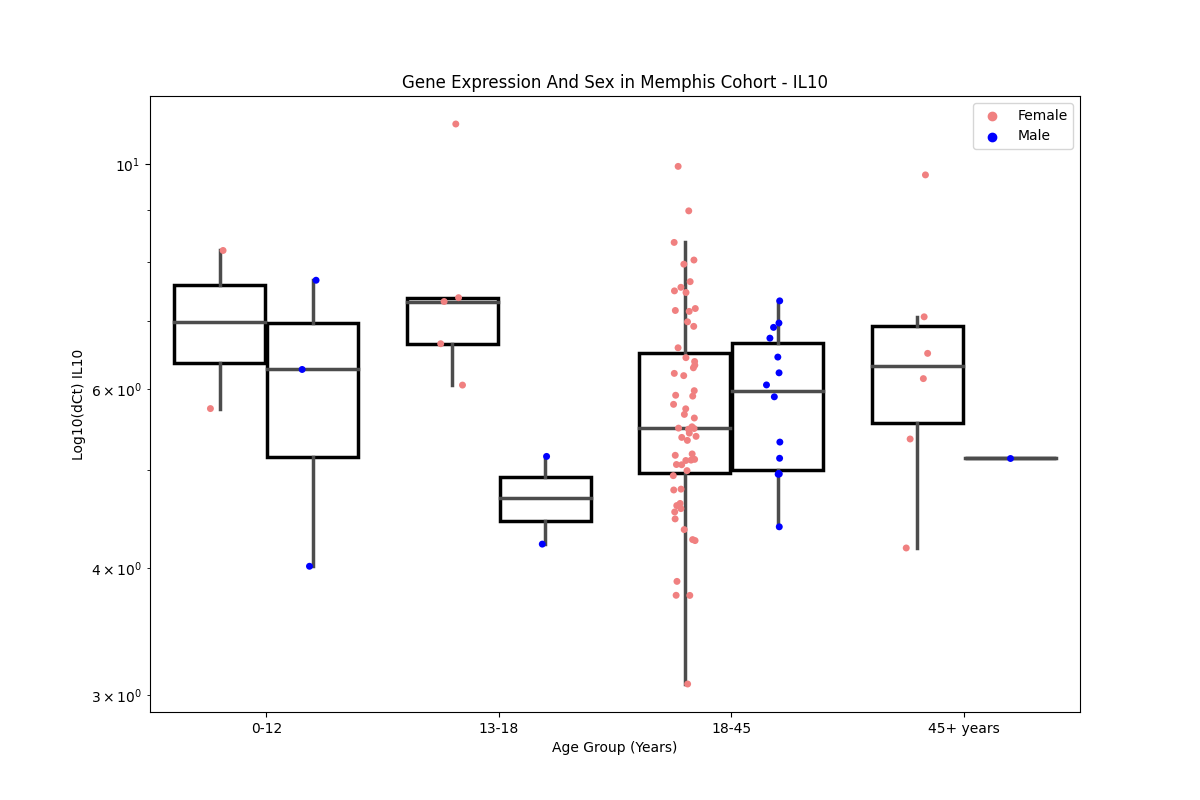 Gene Expression And Sex in Memphis Cohort - IL10
Female
Male
Log10(dCt) IL10
10¹
6 × 10⁰
4 × 10⁰
3 × 10⁰
0-12
13-18
18-45
45+ years
Age Group (Years)